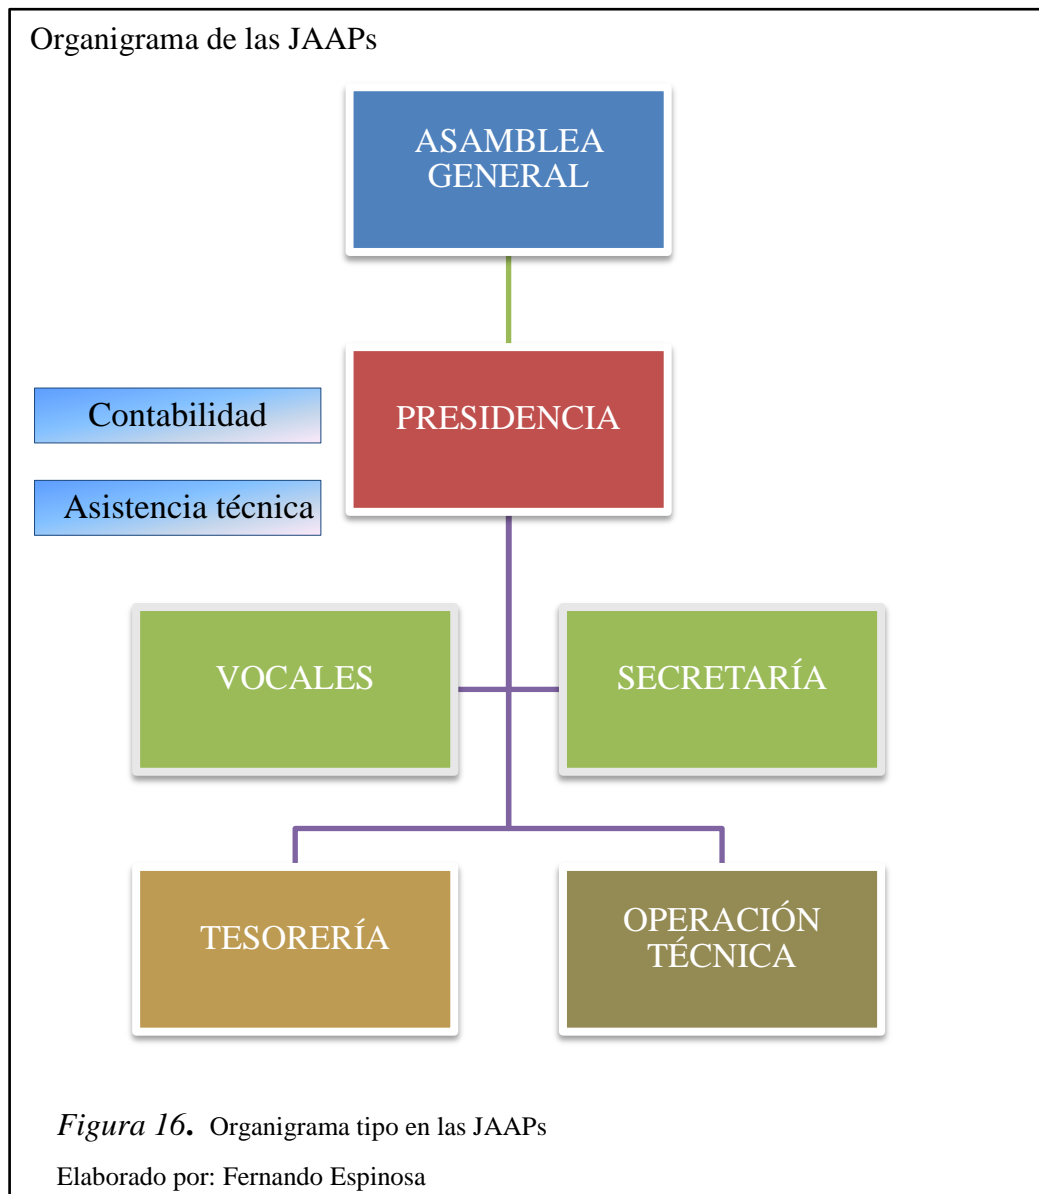 Organigrama de las JAAPs
ASAMBLEA
GENERAL
PRESIDENCIA
Contabilidad
Asistencia técnica
VOCALES
SECRETARÍA
TESORERÍA
OPERACIÓN
TÉCNICA
Figura 16. Organigrama tipo en las JAAPs
Elaborado por: Fernando Espinosa